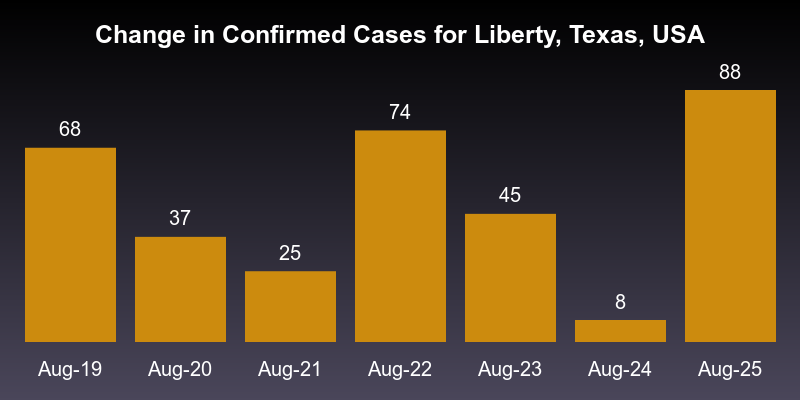 Change in Confirmed Cases for Liberty, Texas, USA
68
37
25
74
45
8
88
Aug-19
Aug-20
Aug-21
Aug-22
Aug-23
Aug-24
Aug-25